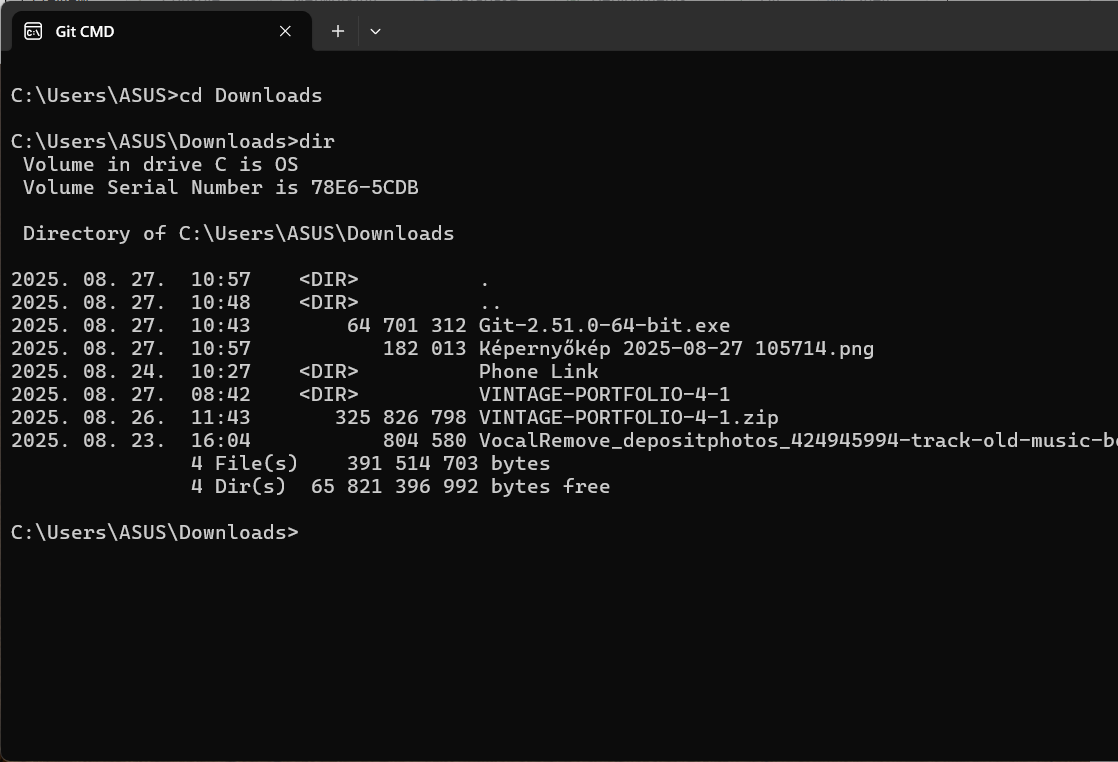 Git CMD
C:\Users\ASUS>cd Downloads
C:\Users\ASUS\Downloads>dir
Volume in drive C is OS
Volume Serial Number is 78E6-5CDB
Directory of C:\Users\ASUS\Downloads
2025. 08. 27.  10:57    <DIR>          .
2025. 08. 27.  10:48    <DIR>          ..
2025. 08. 27.  10:43        64 701 312 Git-2.51.0-64-bit.exe
2025. 08. 27.  10:57           182 013 Képernyőkép 2025-08-27 105714.png
2025. 08. 24.  10:27    <DIR>          Phone Link
2025. 08. 27.  08:42    <DIR>          VINTAGE-PORTFOLIO-4-1
2025. 08. 26.  11:43       325 826 798 VINTAGE-PORTFOLIO-4-1.zip
2025. 08. 23.  16:04           804 580 VocalRemove_depositphotos_424945994-track-old-music-b
4 File(s)    391 514 703 bytes
4 Dir(s)  65 821 396 992 bytes free
C:\Users\ASUS\Downloads>